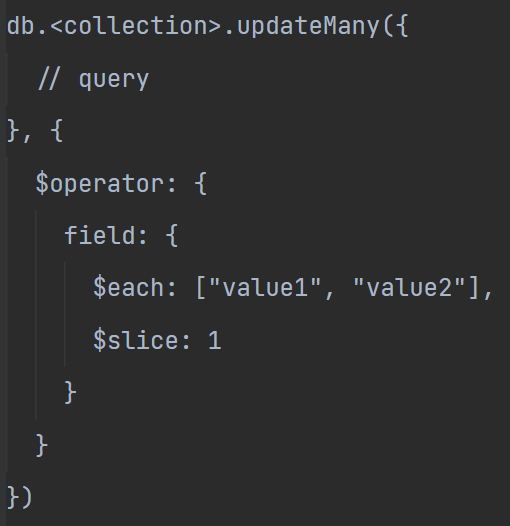 db.<collection>.updateMany({
  // query
}, {
  $operator: {
    field: {
      $each: ["value1", "value2"],
      $slice: 1
    }
  }
})